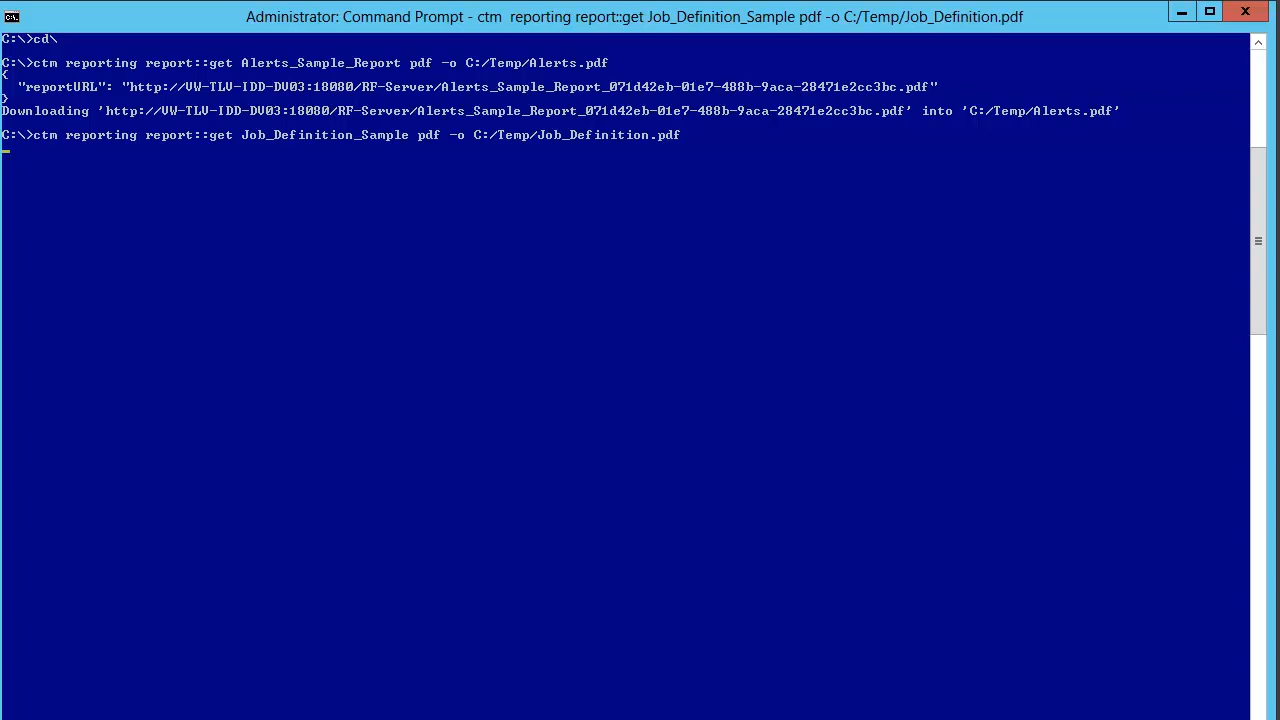 Administrator: Command Prompt - ctm  reporting report::get Job_Definition_Sample pdf -o C:/Temp/Job_Definition.pdf
C:\>cd\
C:\>ctm reporting report::get Alerts_Sample_Report pdf -o C:/Temp/Alerts.pdf
{
  "reportURL": "http://VW-TLV-IDD-DV03:18080/RF-Server/Alerts_Sample_Report_071d42eb-01e7-488b-9aca-28471e2cc3bc.pdf"
}
Downloading 'http://VW-TLV-IDD-DV03:18080/RF-Server/Alerts_Sample_Report_071d42eb-01e7-488b-9aca-28471e2cc3bc.pdf' into 'C:/Temp/Alerts.pdf'
C:\>ctm reporting report::get Job_Definition_Sample pdf -o C:/Temp/Job_Definition.pdf